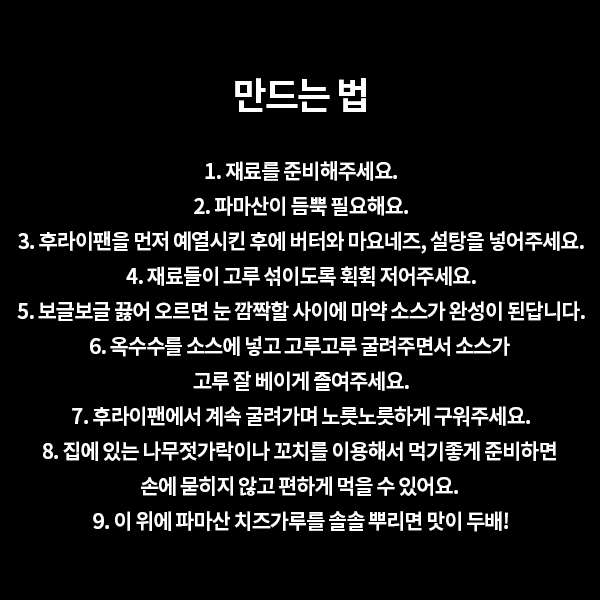 만드는 법
1. 재료를 준비해주세요.
2. 파마산이 듬뿍 필요해요.
3. 후라이팬을 먼저 예열시킨 후에 버터와 마요네즈, 설탕을 넣어주세요.
4. 재료들이 고루 섞이도록 휙휙 저어주세요.
5. 보글보글 끓어 오르면 눈 깜짝할 사이에 마약 소스가 완성이 된답니다.
6. 옥수수를 소스에 넣고 고루고루 굴려주면서 소스가
고루 잘 베이게 졸여주세요.
7. 후라이팬에서 계속 굴려가며 노릇노릇하게 구워주세요.
8. 집에 있는 나무젓가락이나 꼬치를 이용해서 먹기좋게 준비하면
손에 묻히지 않고 편하게 먹을 수 있어요.
9. 이 위에 파마산 치즈가루를 솔솔 뿌리면 맛이 두배!